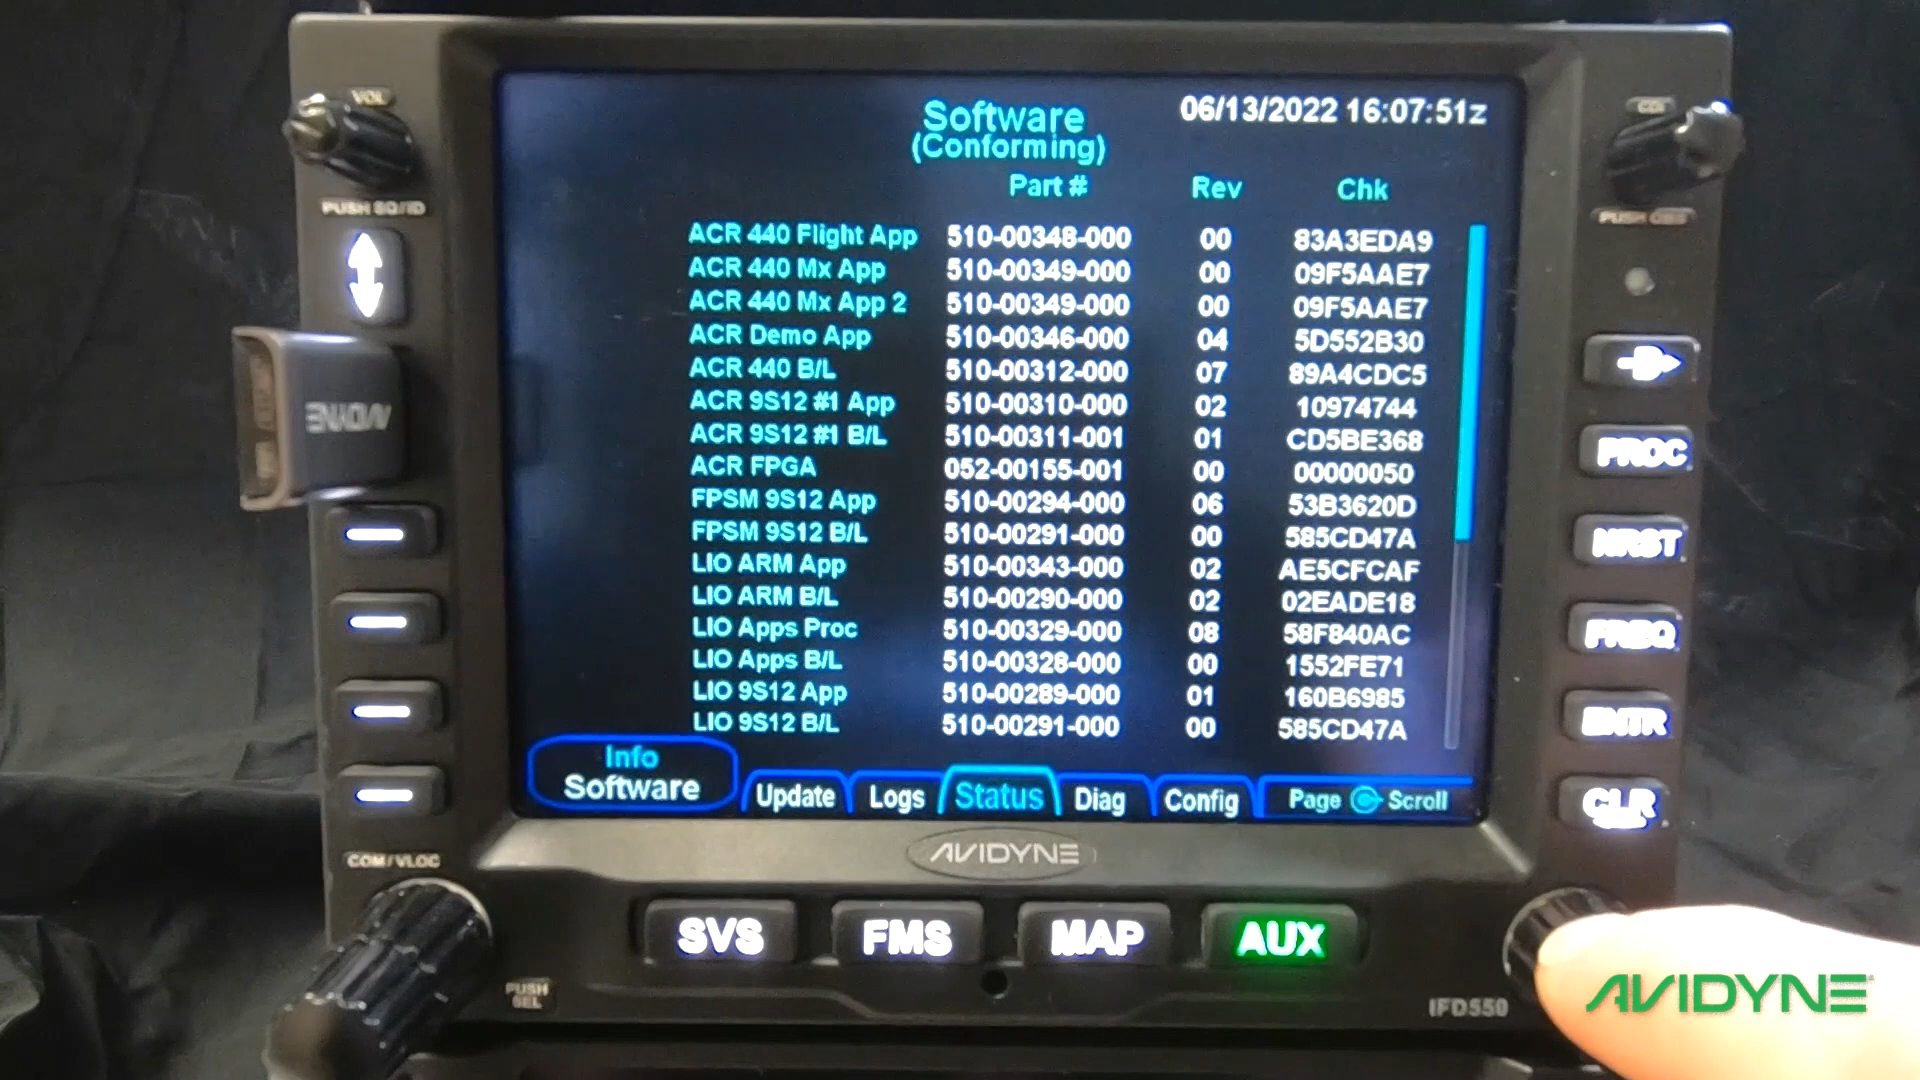 VOL
PUSH SQ/ID
AVIDYNE
Software
(Conforming)
06/13/2022 16:07:51z
Part # Rev Chk
ACR 440 Flight App 510-00348-000 00 83A3EDA9
ACR 440 Mx App 510-00349-000 00 09F5AAE7
ACR 440 Mx App 2 510-00349-000 00 09F5AAE7
ACR Demo App 510-00346-000 04 5D552B30
ACR 440 B/L 510-00312-000 07 89A4CDC5
ACR 9S12 #1 App 510-00310-000 02 10974744
ACR 9S12 #1 B/L 510-00311-001 01 CD5BE368
ACR FPGA 052-00155-001 00 00000050
FPSM 9S12 App 510-00294-000 06 53B3620D
FPSM 9S12 B/L 510-00291-000 00 585CD47A
LIO ARM App 510-00343-000 02 AE5CFCAF
LIO ARM B/L 510-00290-000 02 02EADE18
LIO Apps Proc 510-00329-000 08 58F840AC
LIO Apps B/L 510-00328-000 00 1552FE71
LIO 9S12 App 510-00289-000 01 160B6985
LIO 9S12 B/L 510-00291-000 00 585CD47A
Info
Software
Update Logs Status Diag Config Page Scroll
CDI
PUSH OBS
PROC
NRST
FREQ
ENTR
CLR
COM/VLOC
AVIDYNE
PUSH
SEL
SVS FMS MAP AUX
IFD550
AVIDYNE